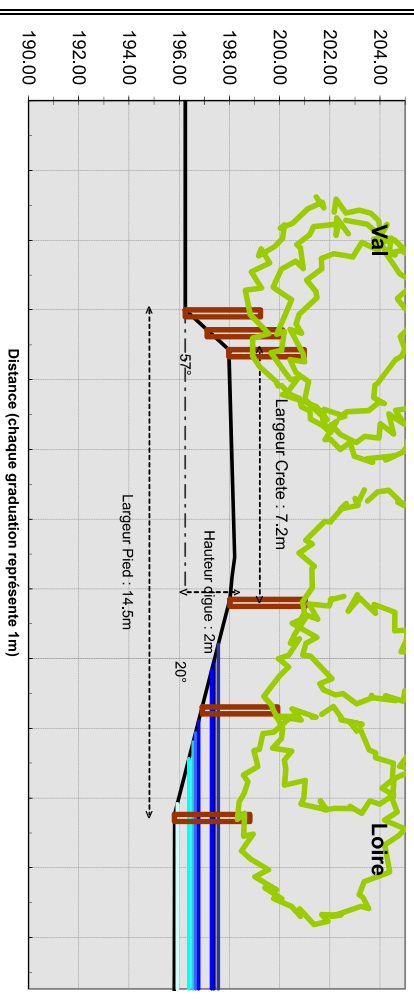 204.00
202.00
200.00
198.00
196.00
194.00
192.00
190.00
Val
Loire
Largeur Crete : 7.2m
Hauteur digue : 2m
57°
20°
Largeur Pied : 14.5m
Distance (chaque graduation représente 1m)